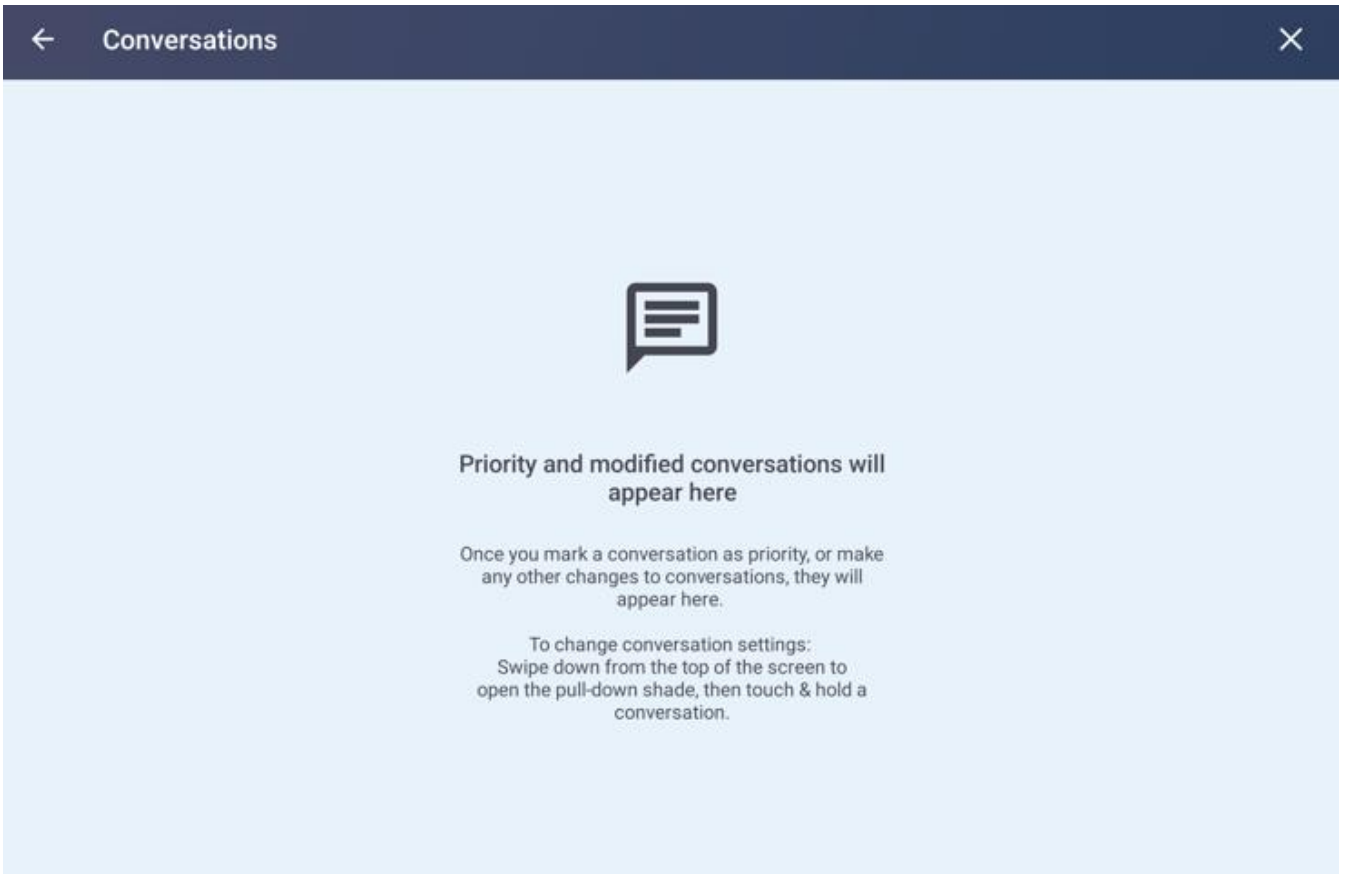 Conversations
Priority and modified conversations will
appear here
Once you mark a conversation as priority, or make
any other changes to conversations, they will
appear here.
To change conversation settings:
Swipe down from the top of the screen to
open the pull-down shade, then touch & hold a
conversation.